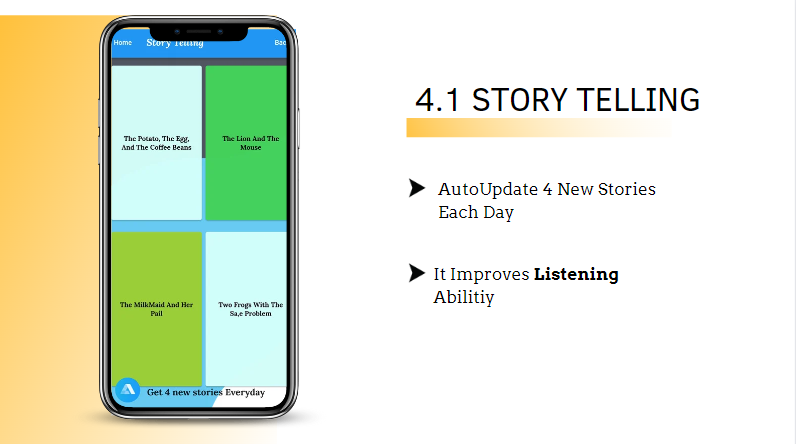 Home Story Telling Bac
The Potato, The Egg,
And The Coffee Beans
The Lion And The
Mouse
The MilkMaid And Her
Pail
Two Frogs With The
Sa,e Problem
Get 4 new stories Everyday
4.1 STORY TELLING
AutoUpdate 4 New Stories
Each Day
It Improves Listening
Abilitiy